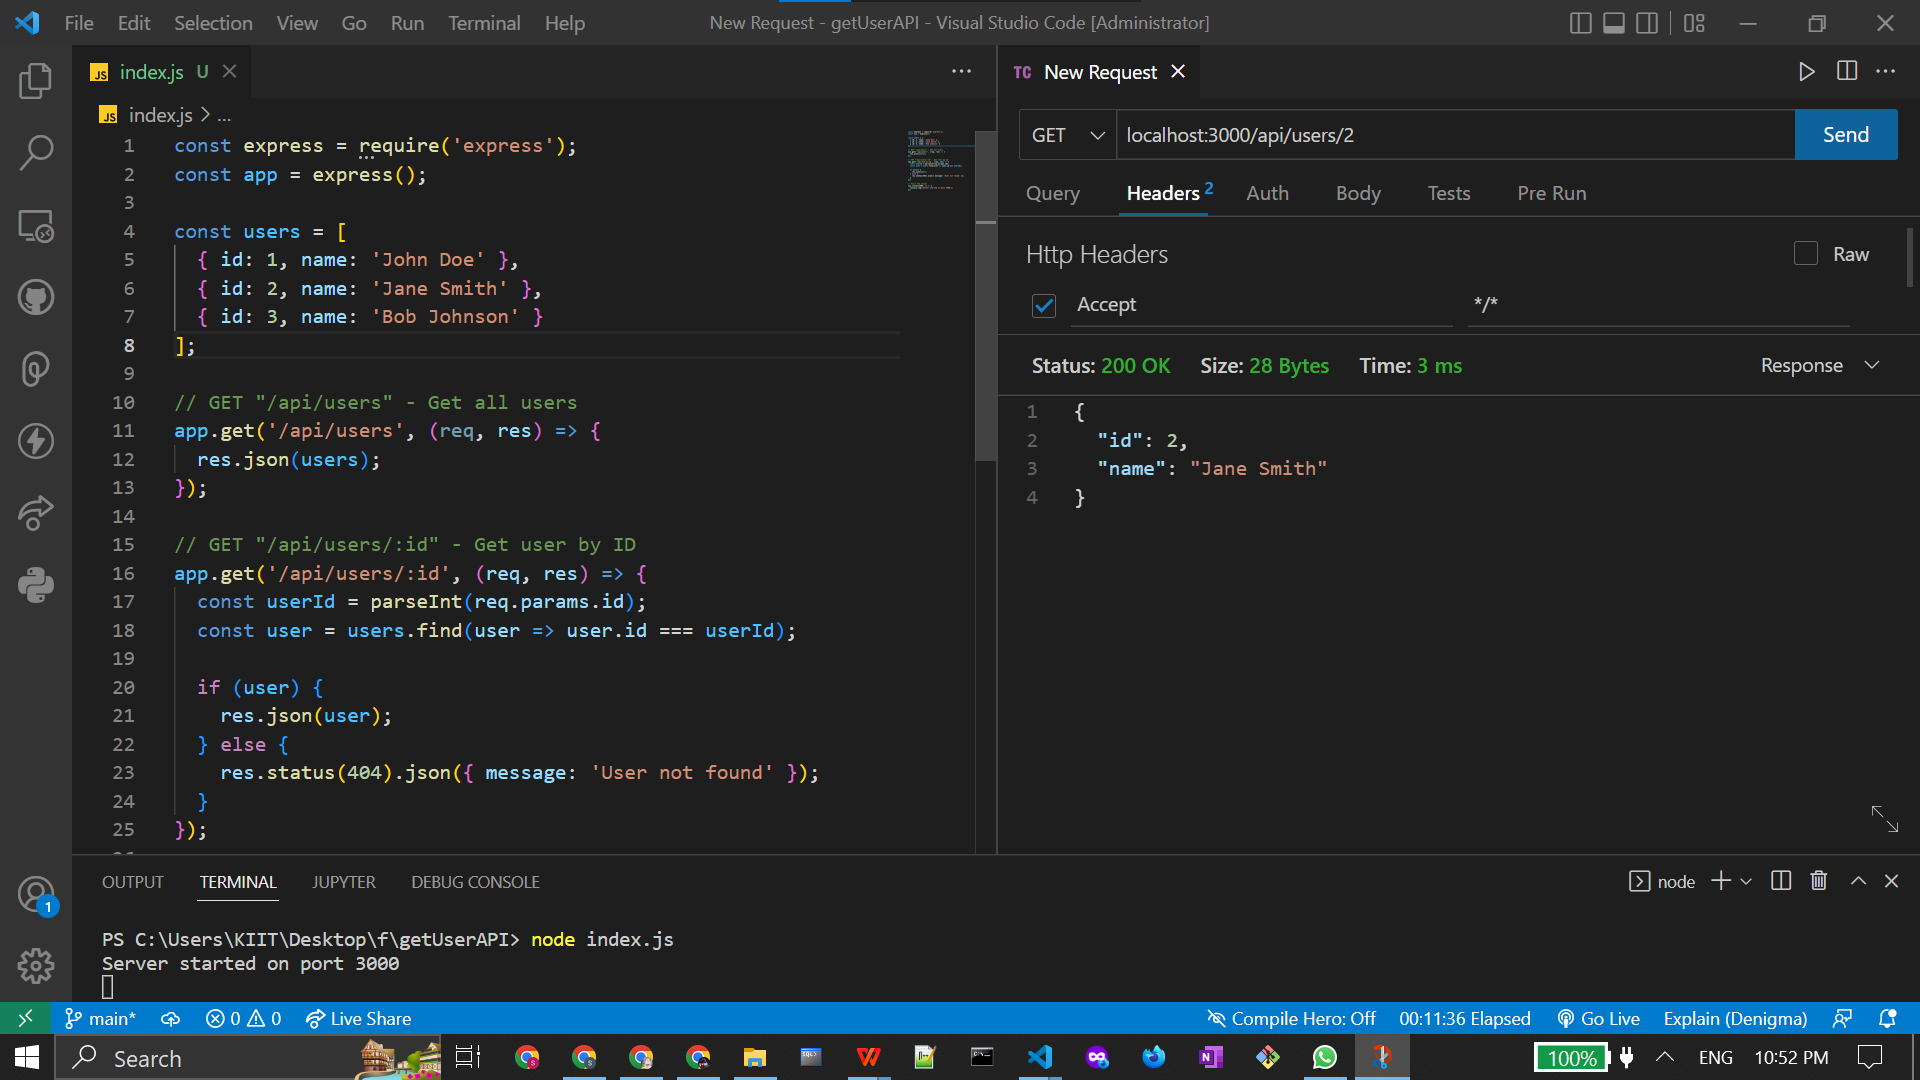 File Edit Selection View Go Run Terminal Help
New Request - getUserAPI - Visual Studio Code [Administrator]
JS index.js U
JS index.js > ...
1 const express = require('express');
2 const app = express();
3
4 const users = [
5 { id: 1, name: 'John Doe' },
6 { id: 2, name: 'Jane Smith' },
7 { id: 3, name: 'Bob Johnson' }
8 ];
9
10 // GET "/api/users" - Get all users
11 app.get('/api/users', (req, res) => {
12 res.json(users);
13 });
14
15 // GET "/api/users/:id" - Get user by ID
16 app.get('/api/users/:id', (req, res) => {
17 const userId = parseInt(req.params.id);
18 const user = users.find(user => user.id === userId);
19
20 if (user) {
21 res.json(user);
22 } else {
23 res.status(404).json({ message: 'User not found' });
24 }
25 });
TC New Request
GET localhost:3000/api/users/2 Send
Query Headers 2 Auth Body Tests Pre Run
Http Headers Raw
Accept */*
Status: 200 OK Size: 28 Bytes Time: 3 ms Response
1 {
2 "id": 2,
3 "name": "Jane Smith"
4 }
OUTPUT TERMINAL JUPYTER DEBUG CONSOLE node
PS C:\Users\KIIT\Desktop\f\getUserAPI> node index.js
Server started on port 3000
1
main* 0 0 Live Share Compile Hero: Off 00:11:36 Elapsed Go Live Explain (Denigma)
Search 100% ENG 10:52 PM